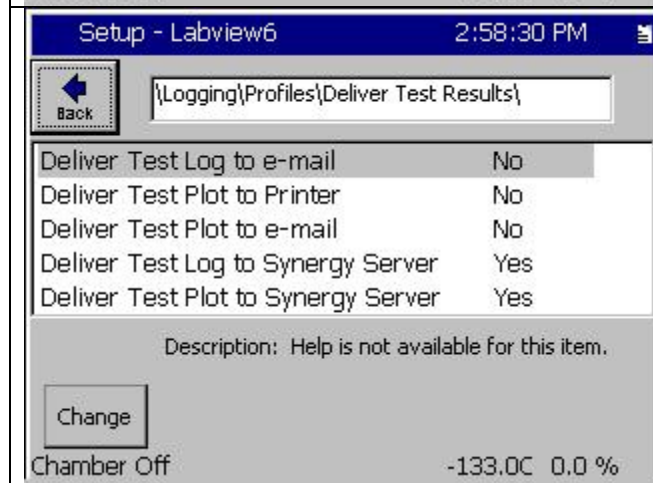 Setup - Labview6 2:58:30 PM
Back
\Logging\Profiles\Deliver Test Results\
Deliver Test Log to e-mail No
Deliver Test Plot to Printer No
Deliver Test Plot to e-mail No
Deliver Test Log to Synergy Server Yes
Deliver Test Plot to Synergy Server Yes
Description: Help is not available for this item.
Change
Chamber Off -133.0C 0.0 %